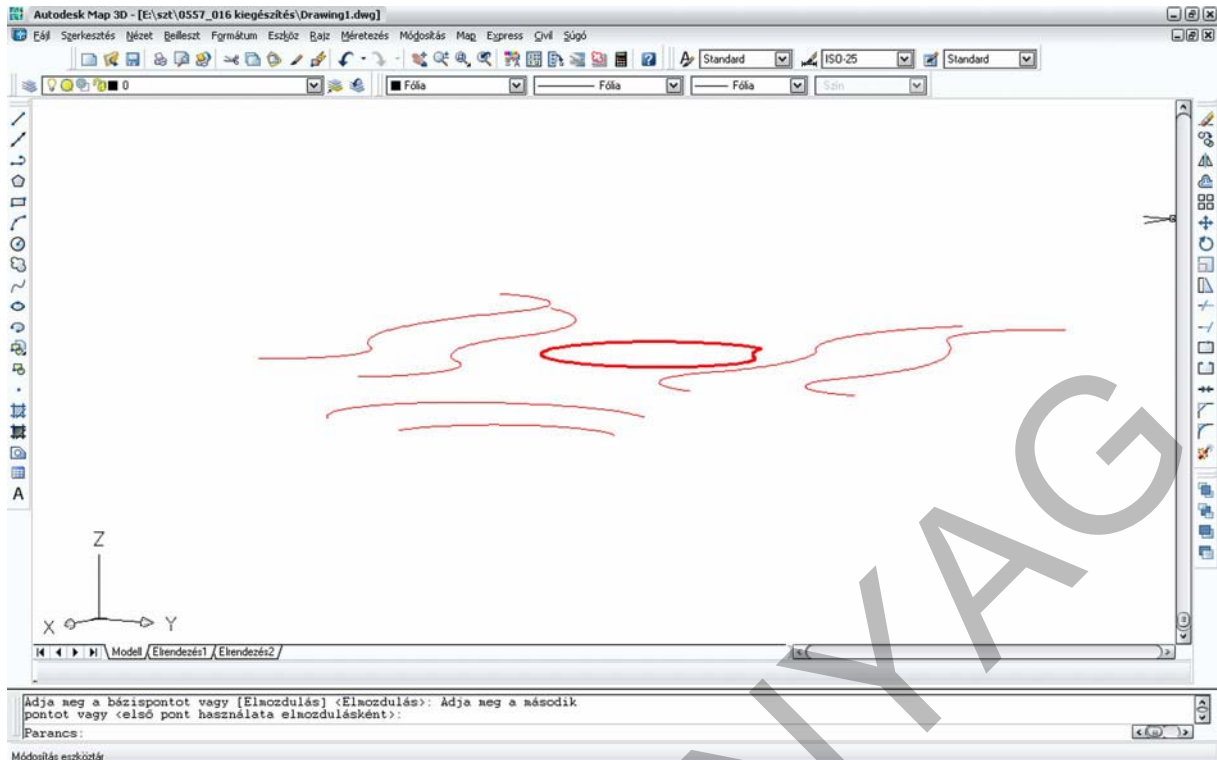 Autodesk Map 3D - [E:\szt\0557_016 kiegészítés\Drawing1.dwg]
Fájl Szerkesztés Nézet Beilleszt Formátum Eszköz Rajz Méretezés Módosítás Map Express Civil Súgó
Standard ISO-25 Standard
0 Fólia Fólia Fólia Szín
A
Z
X Y
Modell Elrendezés1 Elrendezés2
Adja meg a bázispontot vagy [Elmozdulás] <Elmozdulás>: Adja meg a második
pontot vagy <első pont használata elmozdulásként>:
Parancs:
Módosítás eszköztár
NYAG